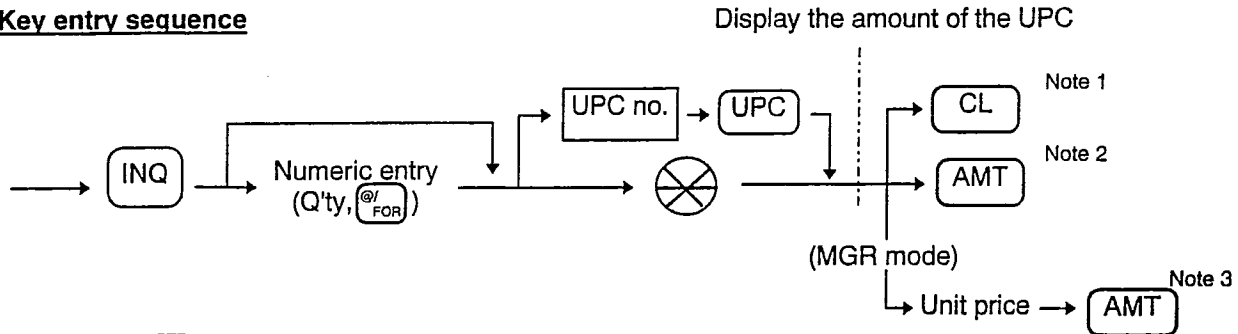 Key entry sequence
Display the amount of the UPC
UPC no.
UPC
CL
Note 1
INQ
Numeric entry
(Q'ty, @/FOR)
AMT
Note 2
(MGR mode)
Unit price
AMT
Note 3